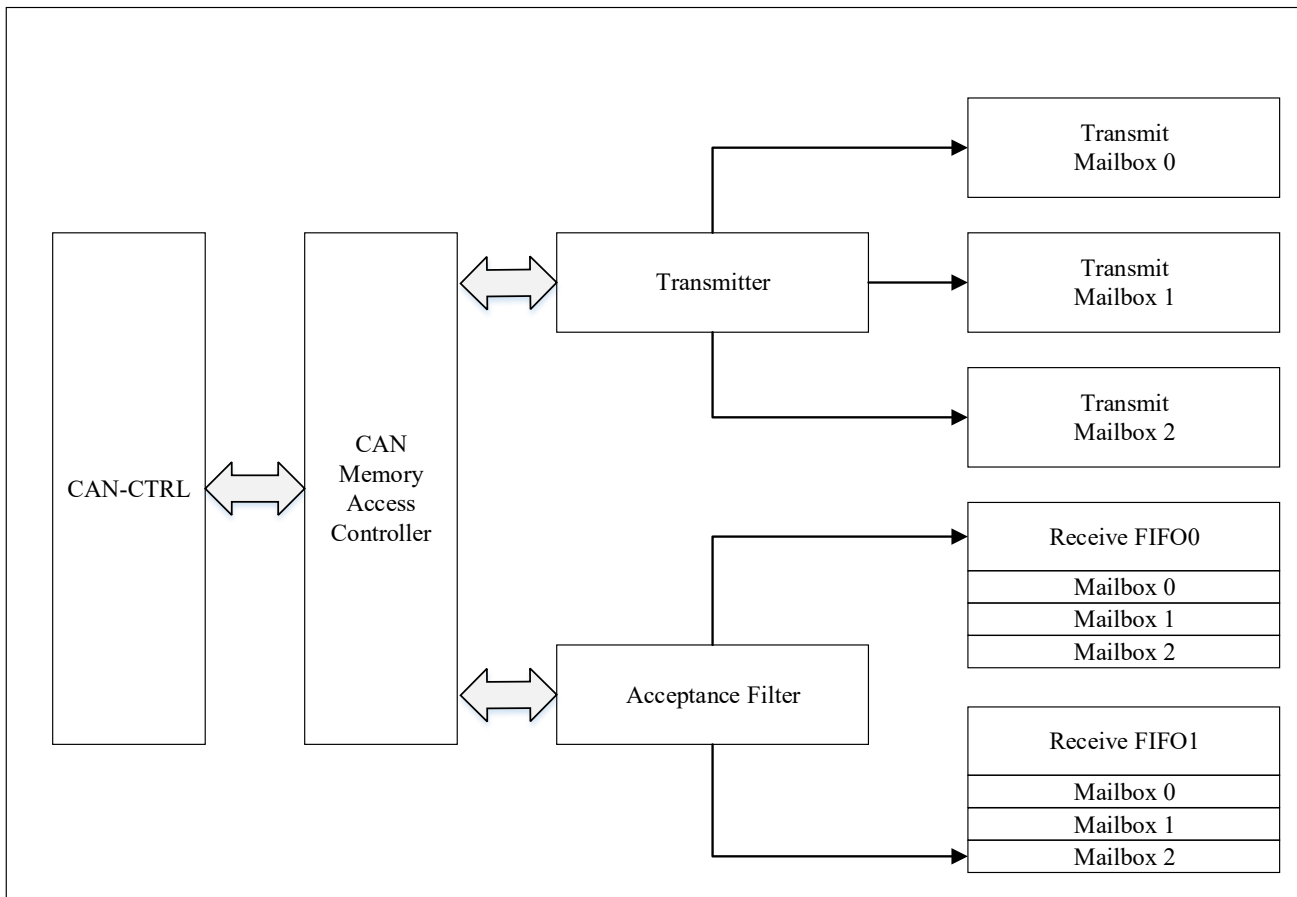 CAN-CTRL
CAN
Memory
Access
Controller
Transmitter
Acceptance Filter
Transmit
Mailbox 0
Transmit
Mailbox 1
Transmit
Mailbox 2
Receive FIFO0
Mailbox 0
Mailbox 1
Mailbox 2
Receive FIFO1
Mailbox 0
Mailbox 1
Mailbox 2